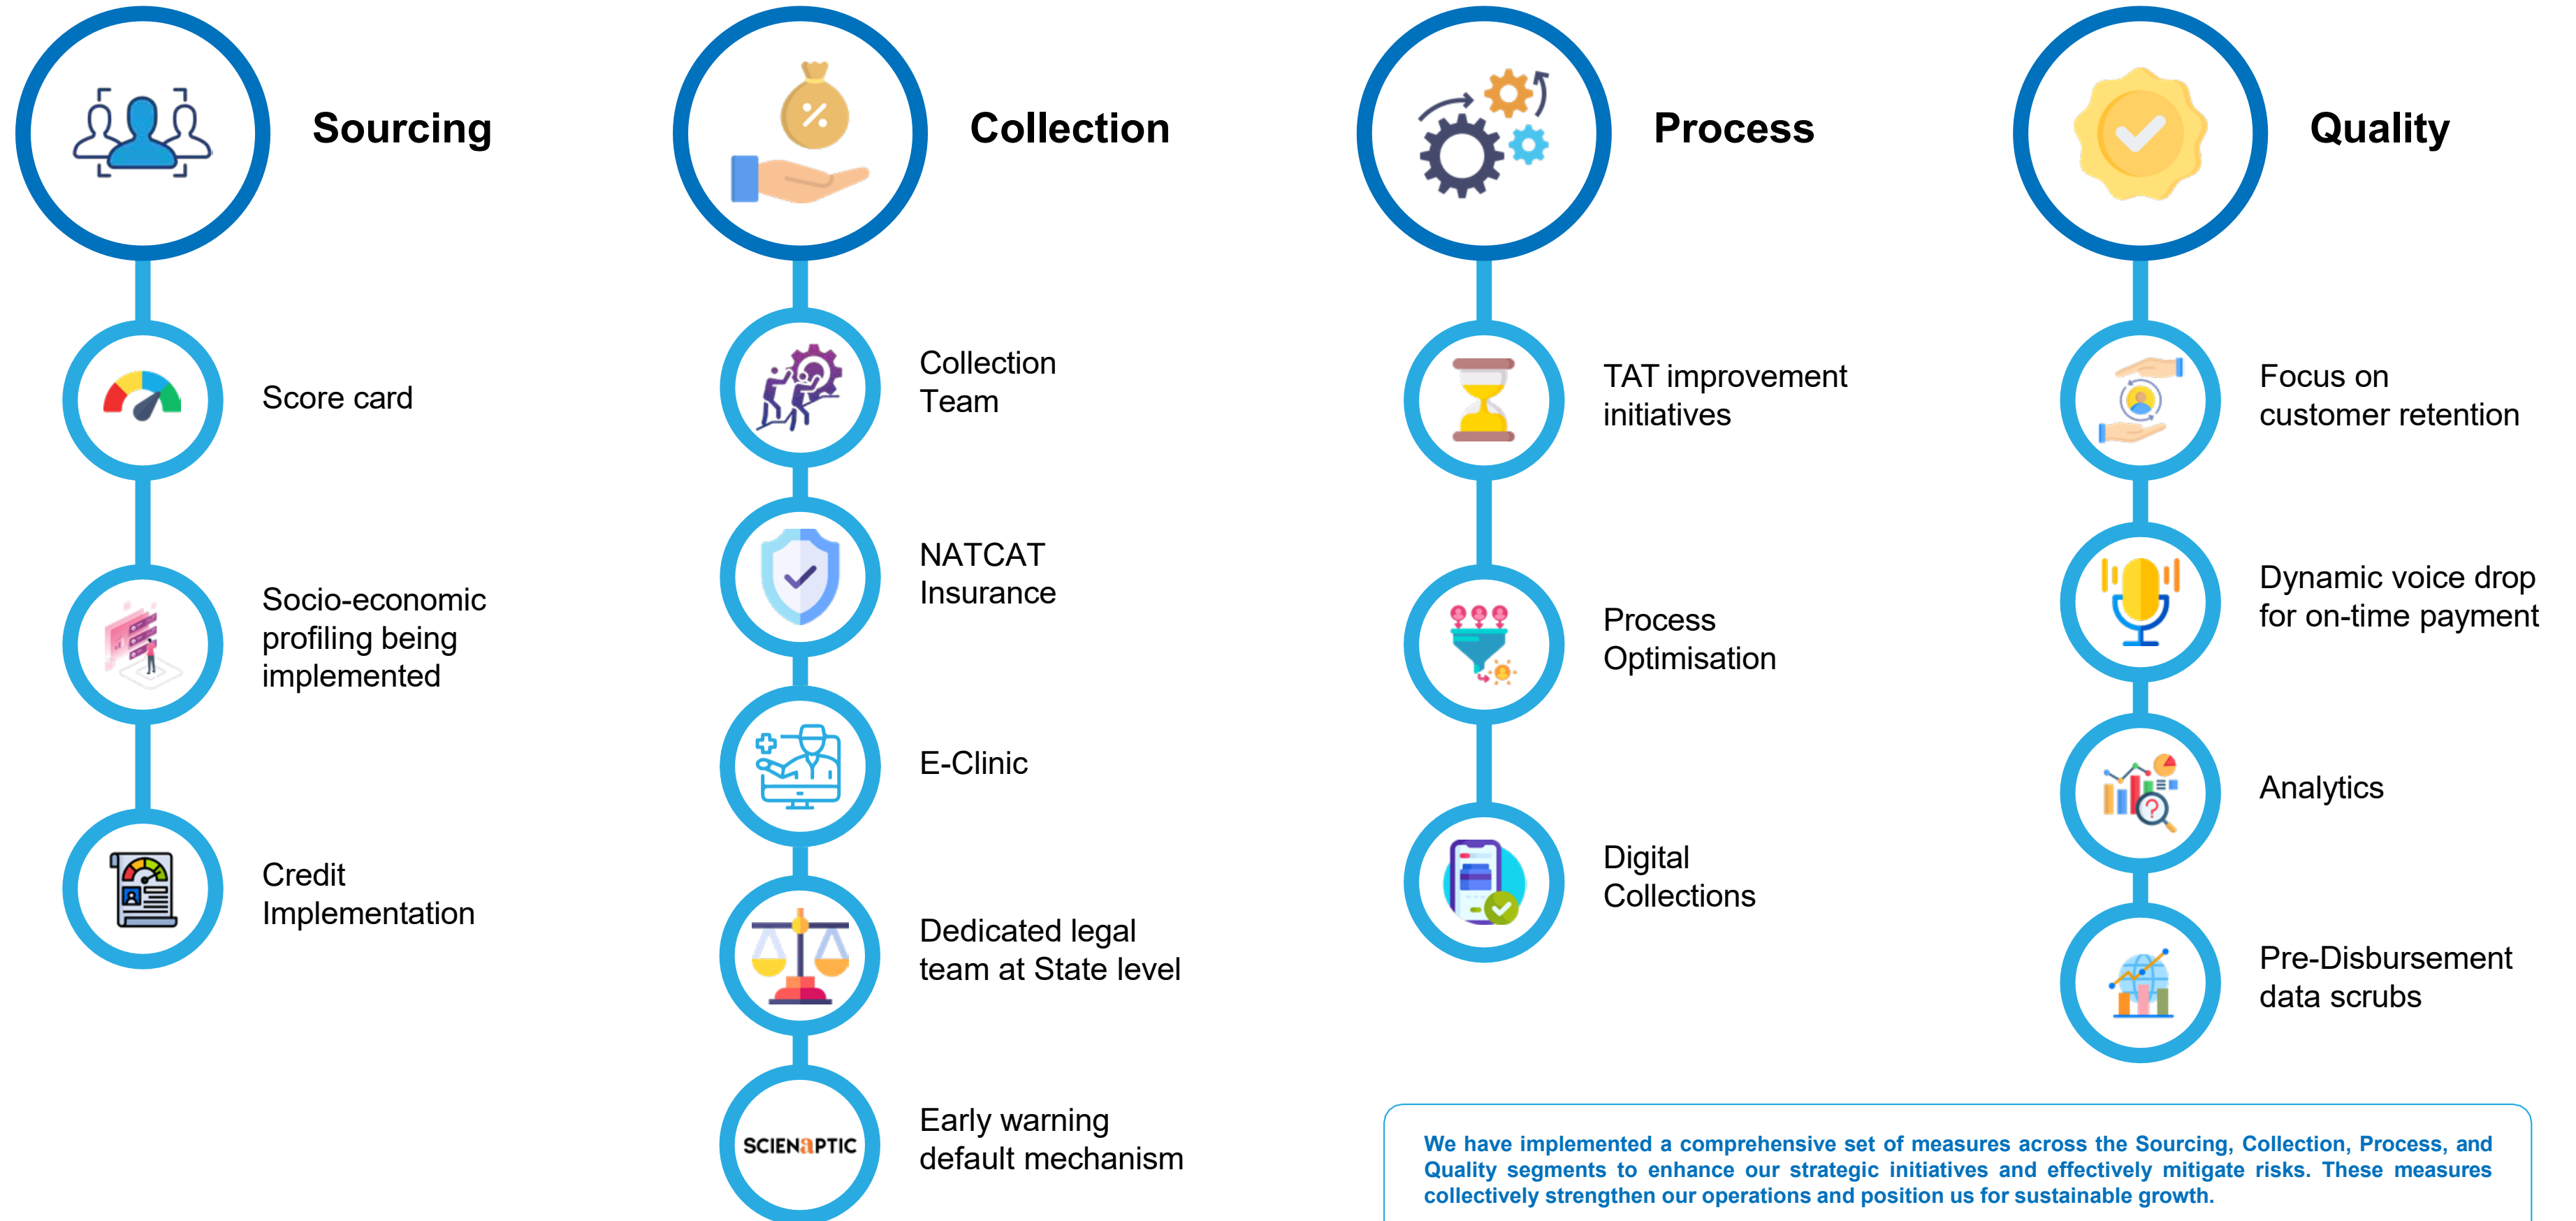 Sourcing
Score card
Socio-economic
profiling being
implemented
Credit
Implementation
Collection
Collection
Team
NATCAT
Insurance
E-Clinic
Dedicated legal
team at State level
SCIENaPTIC
Early warning
default mechanism
Process
TAT improvement
initiatives
Process
Optimisation
Digital
Collections
Quality
Focus on
customer retention
Dynamic voice drop
for on-time payment
Analytics
Pre-Disbursement
data scrubs
We have implemented a comprehensive set of measures across the Sourcing, Collection, Process, and
Quality segments to enhance our strategic initiatives and effectively mitigate risks. These measures
collectively strengthen our operations and position us for sustainable growth.